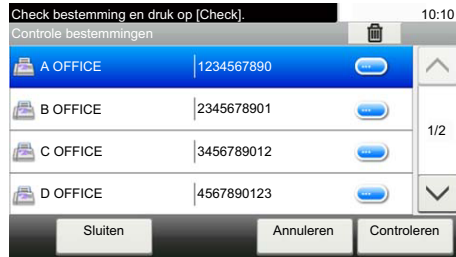 Check bestemming en druk op [Check]. 10:10
Controle bestemmingen
A OFFICE 1234567890
B OFFICE 2345678901
1/2
C OFFICE 3456789012
D OFFICE 4567890123
Sluiten Annuleren Controleren